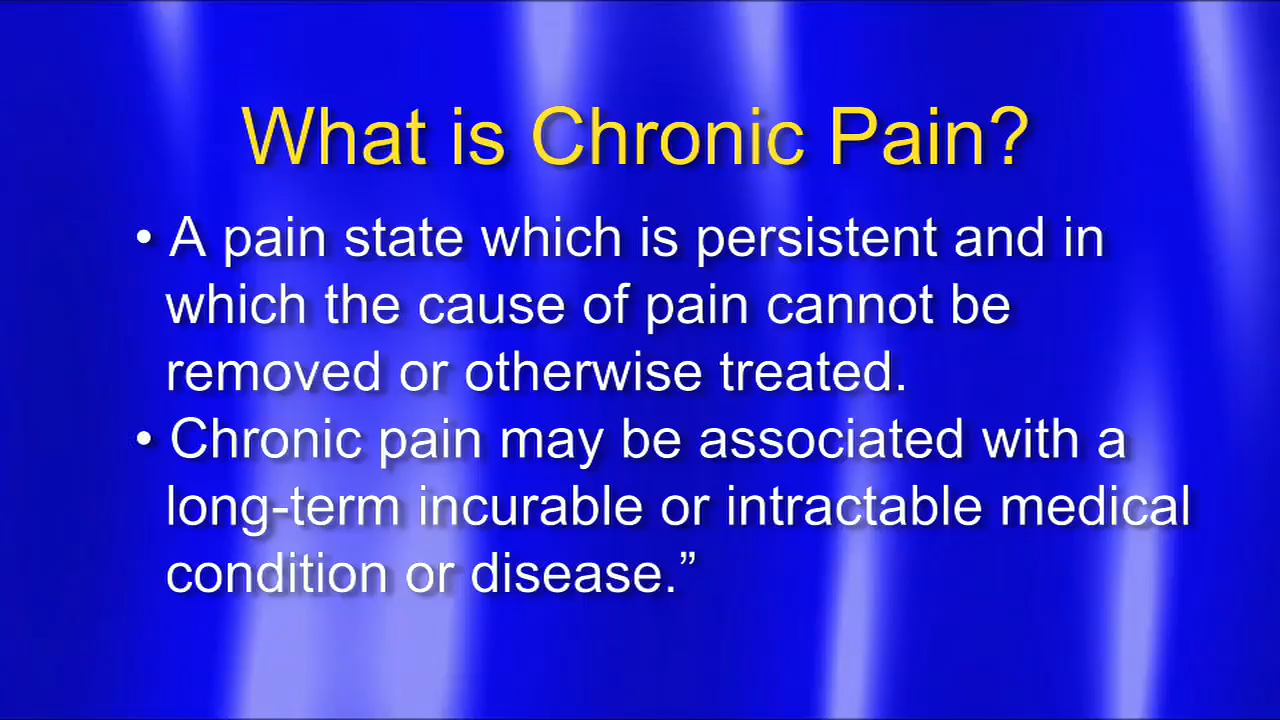 What is Chronic Pain?
• A pain state which is persistent and in
which the cause of pain cannot be
removed or otherwise treated.
• Chronic pain may be associated with a
long-term incurable or intractable medical
condition or disease.”